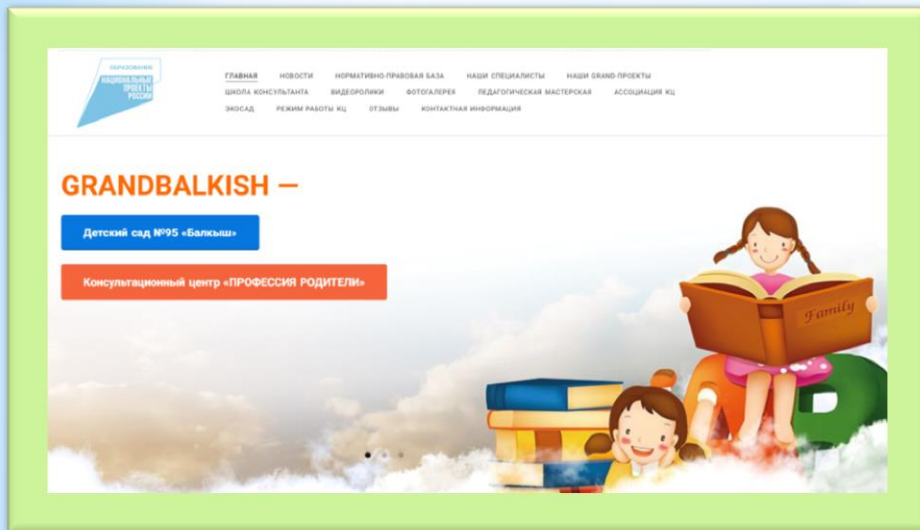 ОБРАЗОВАНИЕ
НАЦИОНАЛЬНЫЕ
ПРОЕКТЫ
РОССИИ
ГЛАВНАЯ НОВОСТИ НОРМАТИВНО-ПРАВОВАЯ БАЗА НАШИ СПЕЦИАЛИСТЫ НАШИ GRAND-ПРОЕКТЫ
ШКОЛА КОНСУЛЬТАНТА ВИДЕОРОЛИКИ ФОТОГАЛЕРЕЯ ПЕДАГОГИЧЕСКАЯ МАСТЕРСКАЯ АССОЦИАЦИЯ КЦ
ЭКОСАД РЕЖИМ РАБОТЫ КЦ ОТЗЫВЫ КОНТАКТНАЯ ИНФОРМАЦИЯ
GRANDBALKISH —
Детский сад №95 «Балкыш»
Консультационный центр «ПРОФЕССИЯ РОДИТЕЛИ»
Family